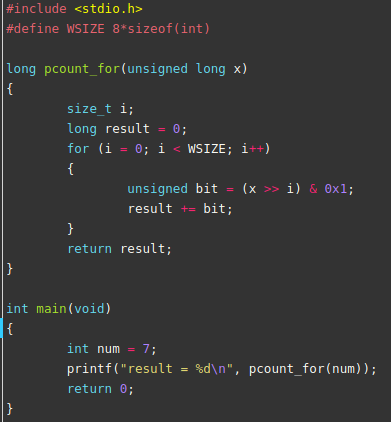 #include <stdio.h>
#define WSIZE 8*sizeof(int)

long pcount_for(unsigned long x)
{
        size_t i;
        long result = 0;
        for (i = 0; i < WSIZE; i++)
        {
                unsigned bit = (x >> i) & 0x1;
                result += bit;
        }
        return result;
}

int main(void)
{
        int num = 7;
        printf("result = %d\n", pcount_for(num));
        return 0;
}